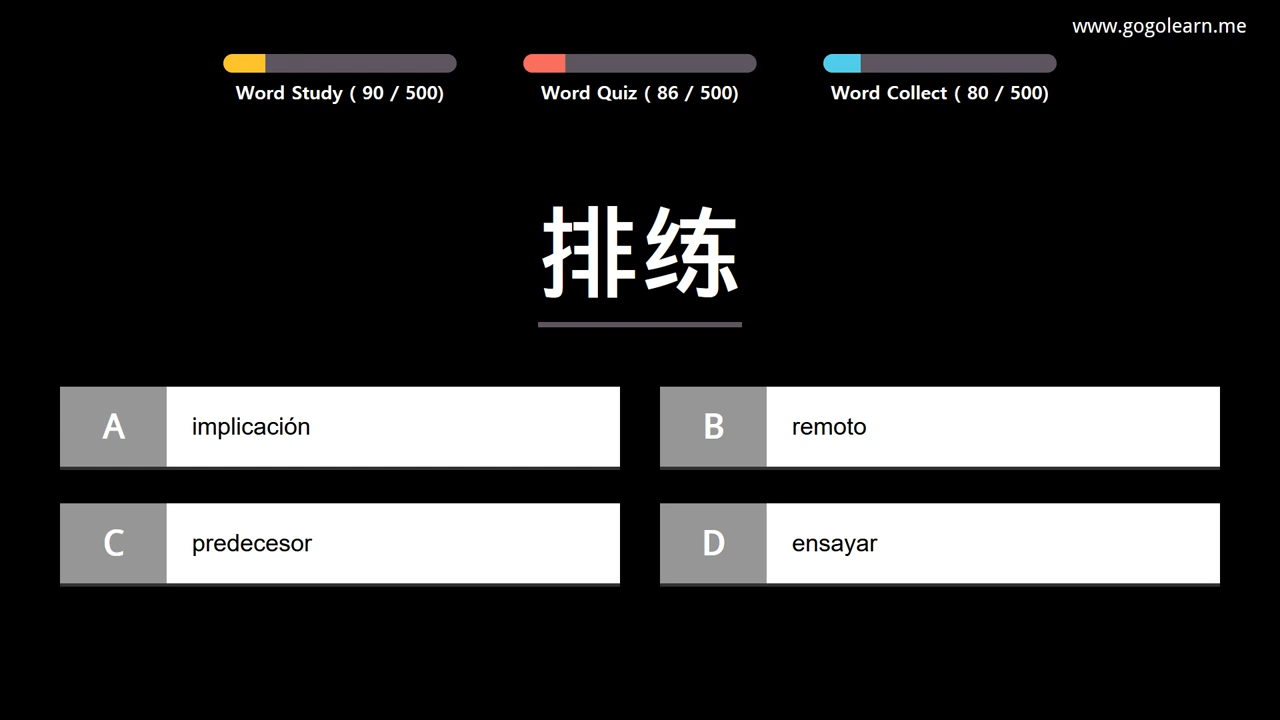 www.gogolearn.me
Word Study ( 90 / 500)
Word Quiz ( 86 / 500)
Word Collect ( 80 / 500)
排练
A implicación
B remoto
C predecesor
D ensayar